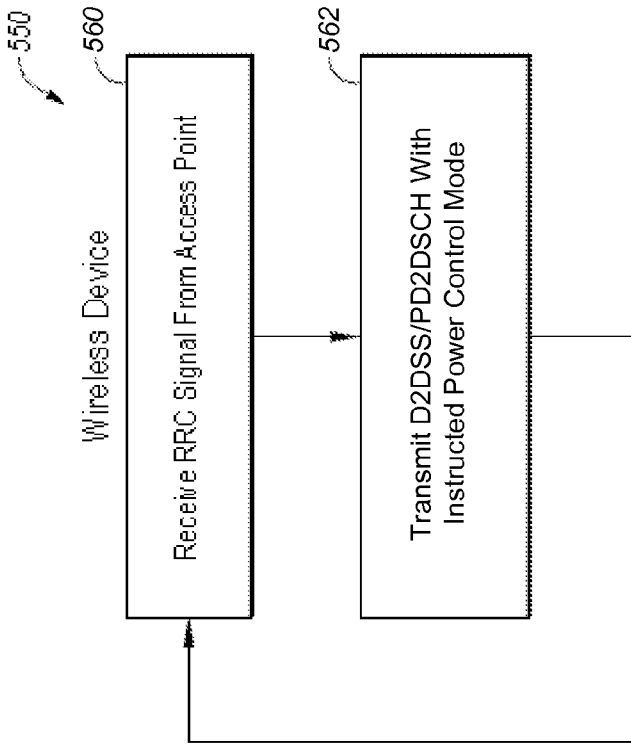 550
Wireless Device
560
Receive RRC Signal From Access Point
562
Transmit D2DSS/PD2DSCH With
Instructed Power Control Mode